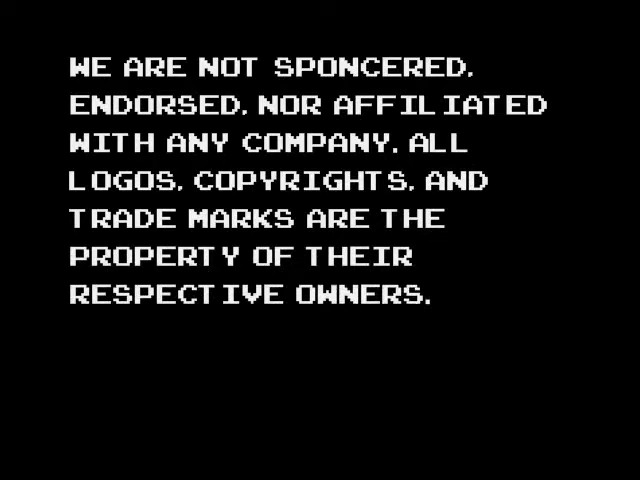 WE ARE NOT SPONCERED,
ENDORSED, NOR AFFILIATED
WITH ANY COMPANY. ALL
LOGOS, COPYRIGHTS, AND
TRADE MARKS ARE THE
PROPERTY OF THEIR
RESPECTIVE OWNERS.